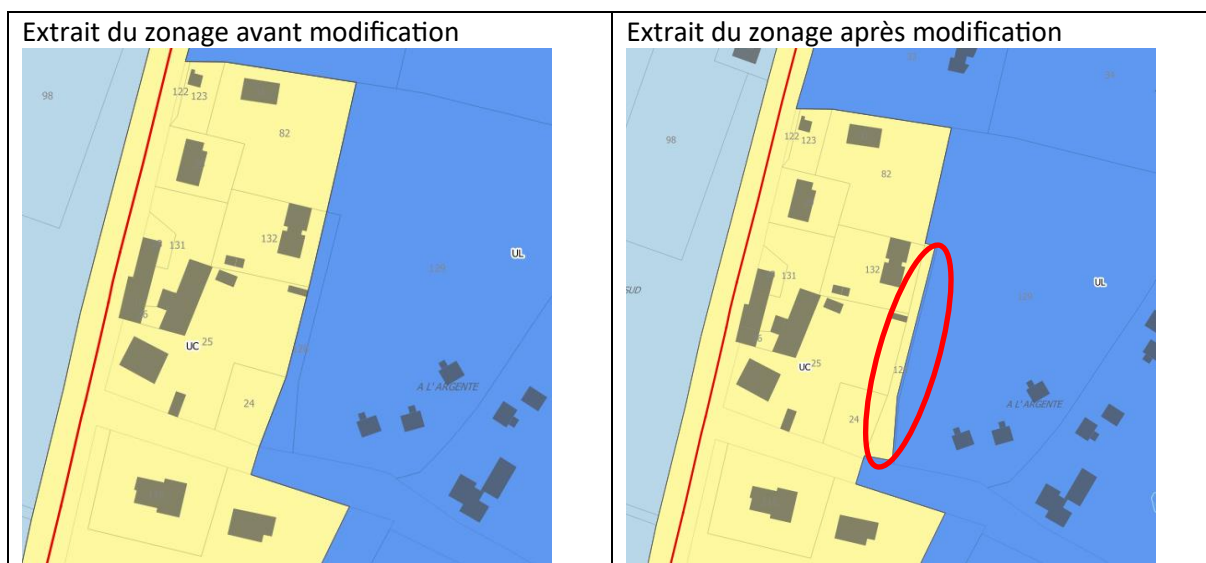 Extrait du zonage avant modification
98
122
123
82
131
132
UL
UC
25
24
A L'ARGENTE
Extrait du zonage après modification
98
122
123
82
131
132
UL
SUD
UC
25
24
A L'ARGENTE